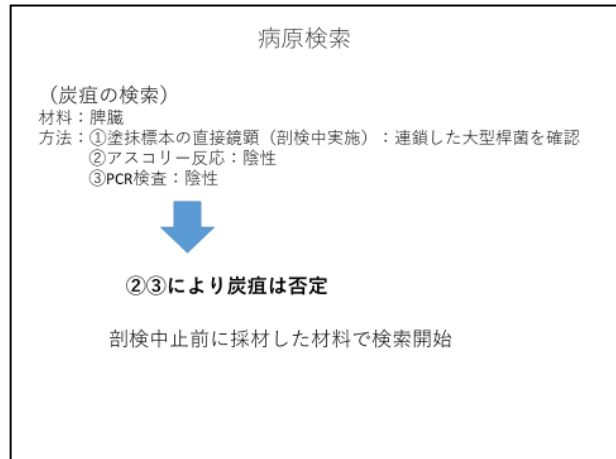 病原検索
（炭疽の検索）
材料：脾臓
方法：①塗抹標本の直接鏡顕（剖検中実施）：連鎖した大型桿菌を確認
②アスコリー反応：陰性
③PCR検査：陰性
②③により炭疽は否定
剖検中止前に採材した材料で検索開始